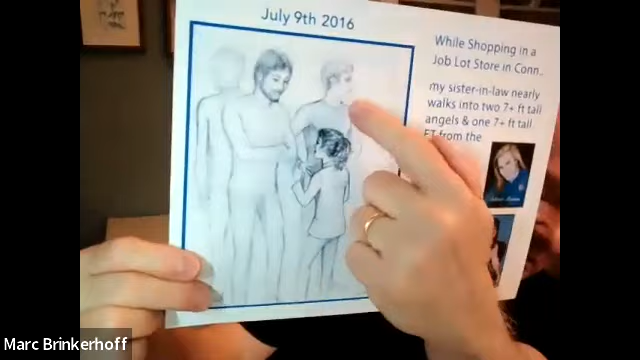 July 9th 2016
While Shopping in a
Job Lot Store in Conn..
my sister-in-law nearly
walks into two 7+ ft tall
angels & one 7+ ft tall
ET from the
Marc Brinkerhoff